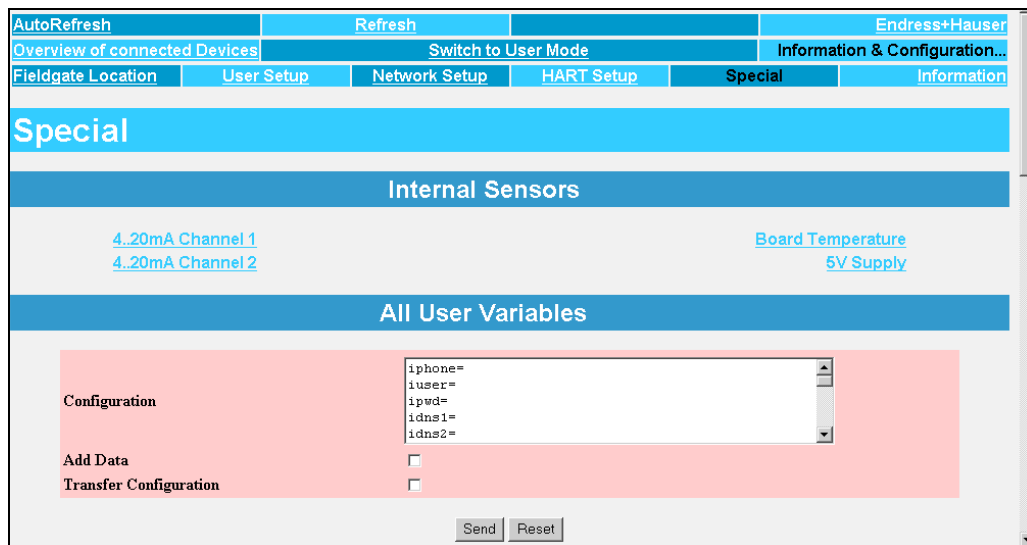 AutoRefresh Refresh Endress+Hauser
Overview of connected Devices Switch to User Mode Information & Configuration...
Fieldgate Location User Setup Network Setup HART Setup Special Information
Special
Internal Sensors
4..20mA Channel 1 Board Temperature
4..20mA Channel 2 5V Supply
All User Variables
iphone=
iuser=
Configuration ipwd=
idns1=
idns2=
Add Data
Transfer Configuration
Send Reset